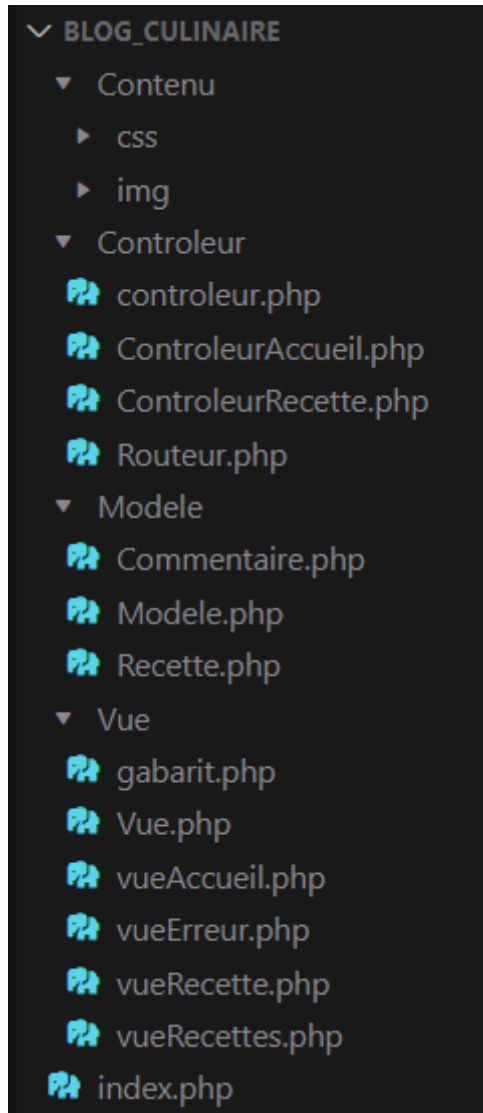 BLOG_CULINAIRE
Contenu
css
img
Controleur
controleur.php
ControleurAccueil.php
ControleurRecette.php
Routeur.php
Modele
Commentaire.php
Modele.php
Recette.php
Vue
gabarit.php
Vue.php
vueAccueil.php
vueErreur.php
vueRecette.php
vueRecettes.php
index.php